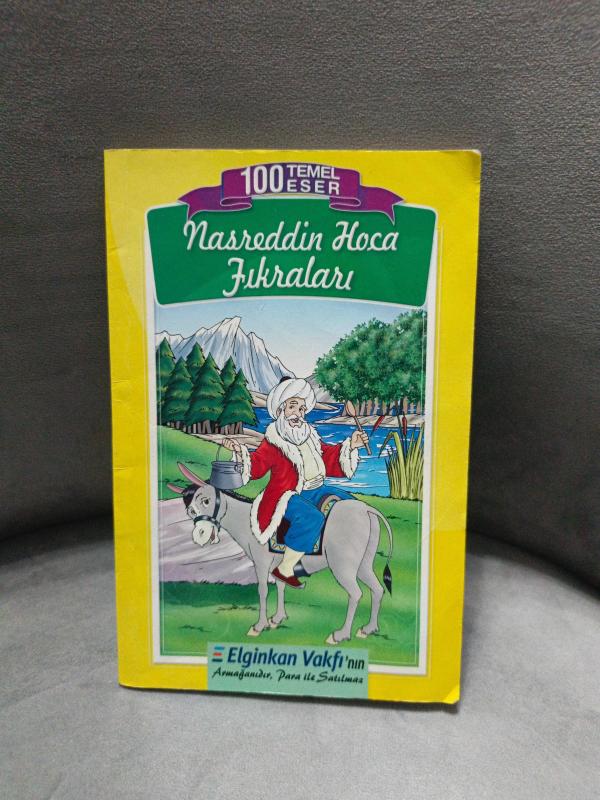 100 TEMEL
ESER
Nasreddin Hoca
Fıkraları
Elginkan Vakfı'nın
Armağanıdır, Para ile Satılmaz